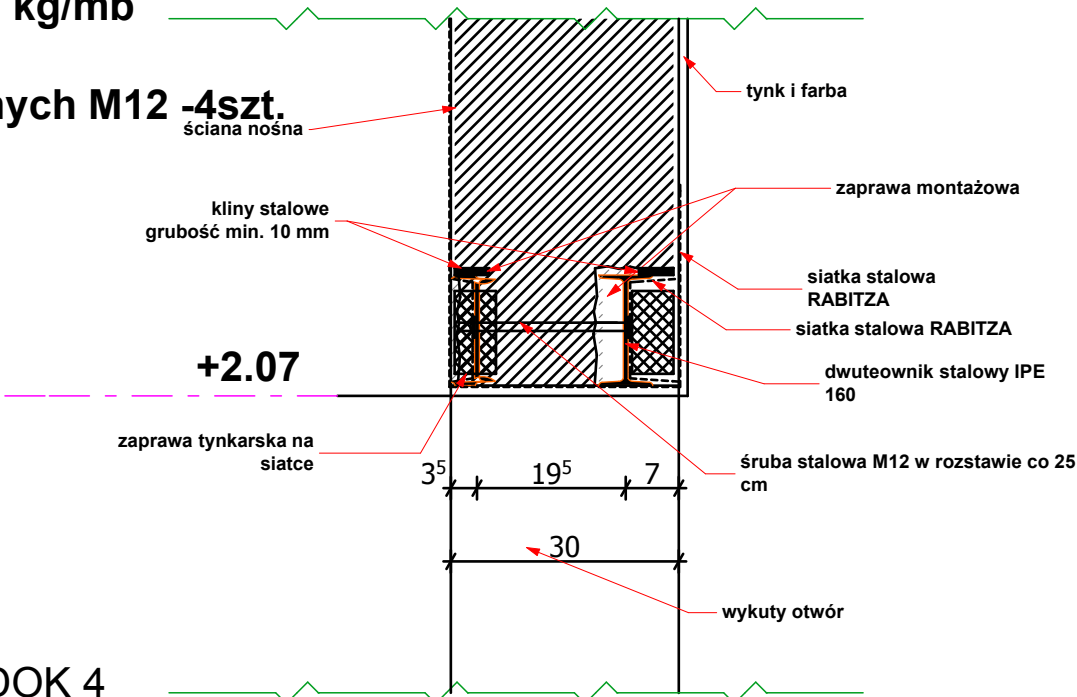 kg/mb
nych M12 -4szt.
ściana nośna
tynk i farba
kliny stalowe
grubość min. 10 mm
zaprawa montażowa
siatka stalowa
RABITZA
siatka stalowa RABITZA
+2.07
dwuteownik stalowy IPE
160
zaprawa tynkarska na
siatce
śruba stalowa M12 w rozstawie co 25
cm
3⁵ 19⁵ 7
30
wykuty otwór
OOK 4